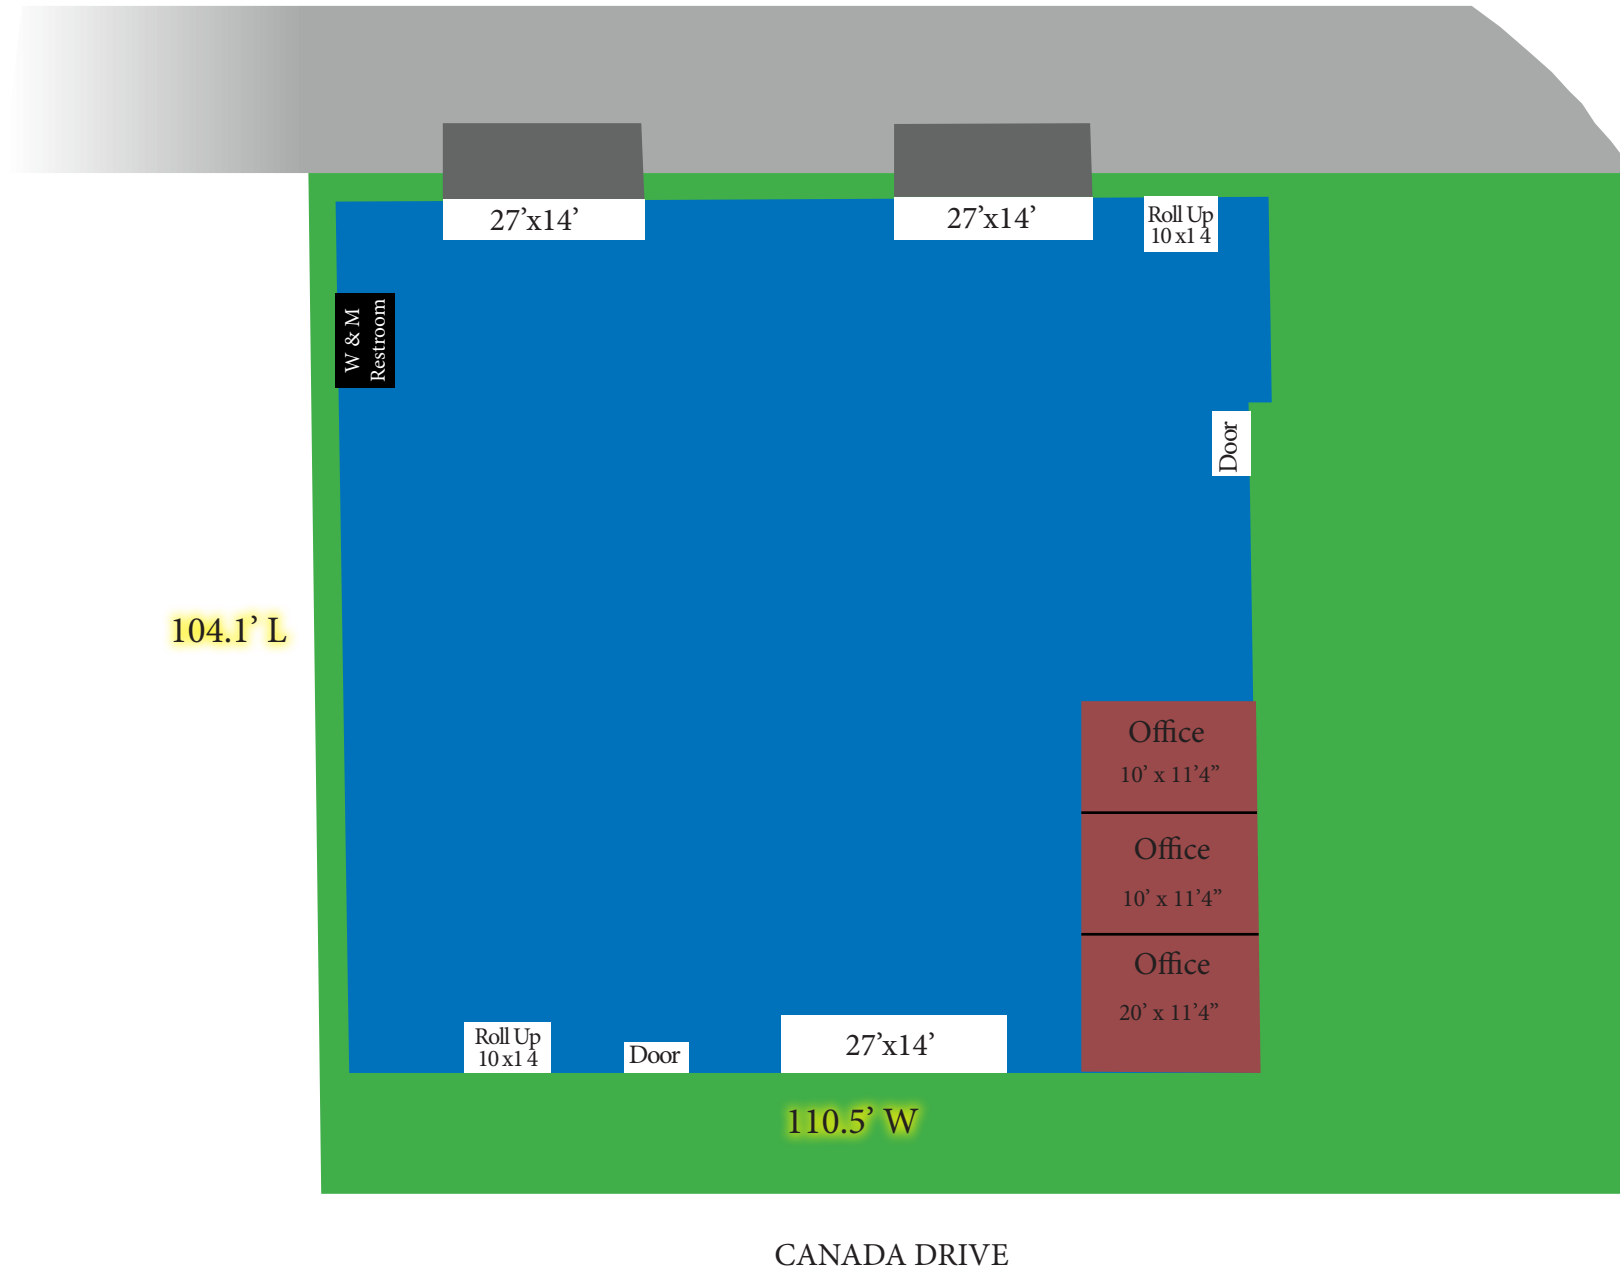 27’x14’
27’x14’
Roll Up
10 x1 4
W & M
Restroom
Door
104.1’ L
Office
10’ x 11’4”
Office
10’ x 11’4”
Office
20’ x 11’4”
Roll Up
10 x1 4
Door
27’x14’
110.5’ W
CANADA DRIVE